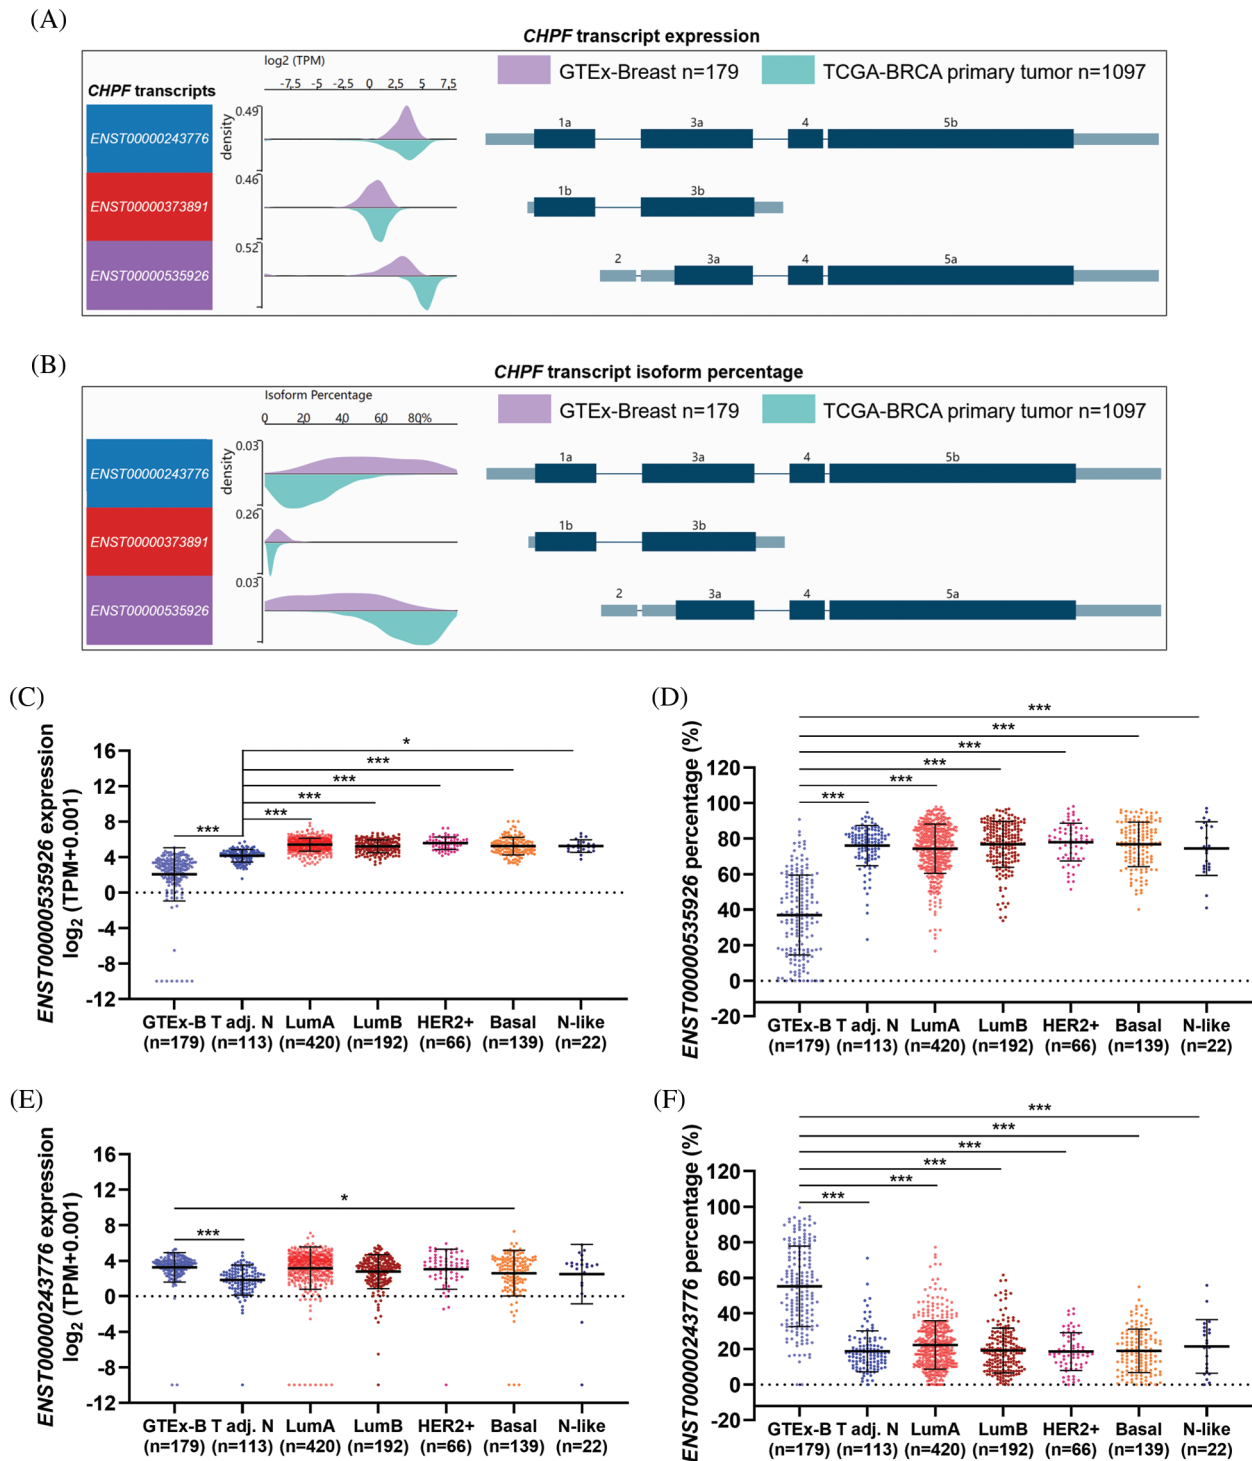 (A)
CHPF transcript expression
log2 (TPM)
-7,5 -5 -2,5 0 2,5 5 7,5
GTEx-Breast n=179
TCGA-BRCA primary tumor n=1097
CHPF transcripts
density
0.49
ENST00000243776
1a 3a 4 5b
0.46
ENST00000373891
1b 3b
0.52
ENST00000535926
2 3a 4 5a
(B)
CHPF transcript isoform percentage
Isoform Percentage
0 20 40 60 80%
GTEx-Breast n=179
TCGA-BRCA primary tumor n=1097
density
0.03
ENST00000243776
1a 3a 4 5b
0.26
ENST00000373891
1b 3b
0.03
ENST00000535926
2 3a 4 5a
(C)
ENST00000535926 expression
log2 (TPM+0.001)
16
12
8
4
0
-4
-8
-12
*
***
***
***
***
***
GTEx-B T adj. N LumA LumB HER2+ Basal N-like
(n=179) (n=113) (n=420) (n=192) (n=66) (n=139) (n=22)
(D)
ENST00000535926 percentage (%)
120
100
80
60
40
20
0
-20
***
***
***
***
***
***
GTEx-B T adj. N LumA LumB HER2+ Basal N-like
(n=179) (n=113) (n=420) (n=192) (n=66) (n=139) (n=22)
(E)
ENST00000243776 expression
log2 (TPM+0.001)
16
12
8
4
0
-4
-8
-12
*
***
GTEx-B T adj. N LumA LumB HER2+ Basal N-like
(n=179) (n=113) (n=420) (n=192) (n=66) (n=139) (n=22)
(F)
ENST00000243776 percentage (%)
120
100
80
60
40
20
0
-20
***
***
***
***
***
***
GTEx-B T adj. N LumA LumB HER2+ Basal N-like
(n=179) (n=113) (n=420) (n=192) (n=66) (n=139) (n=22)